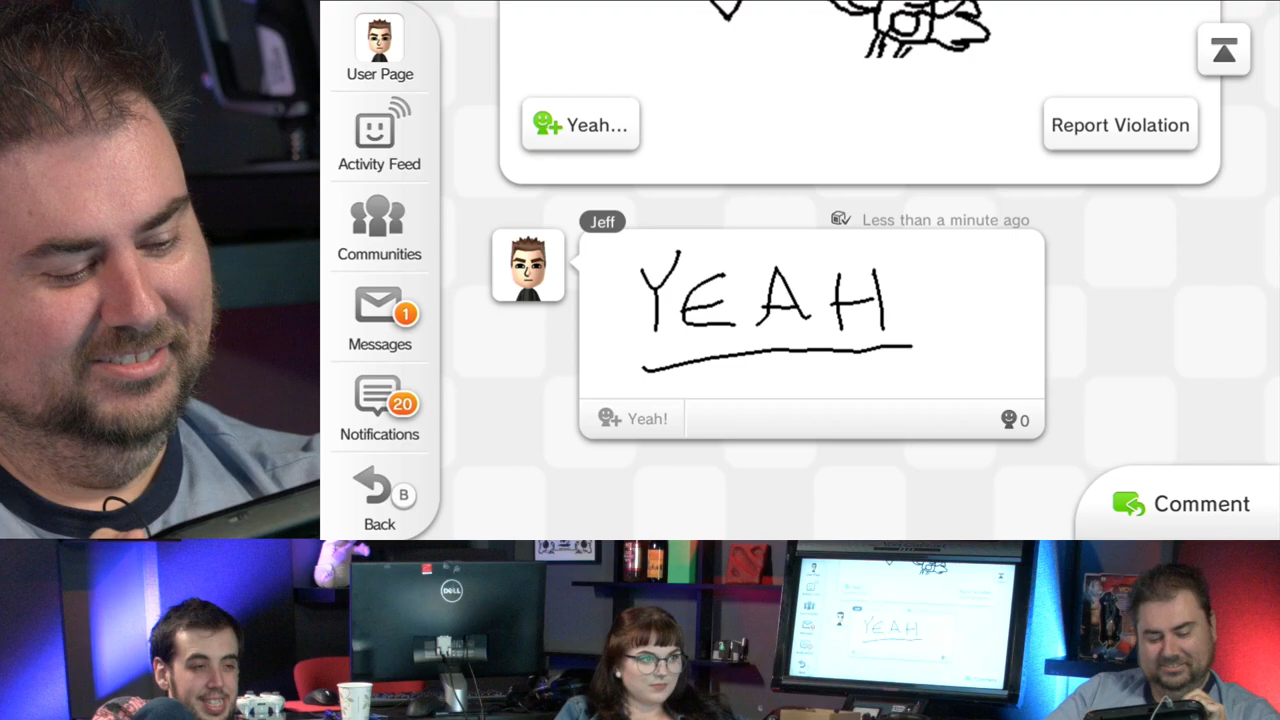 User Page
Activity Feed
Communities
1
Messages
20
Notifications
B
Back
Yeah...
Report Violation
Jeff
Less than a minute ago
YEAH
Yeah!
0
Comment
DELL
YEAH